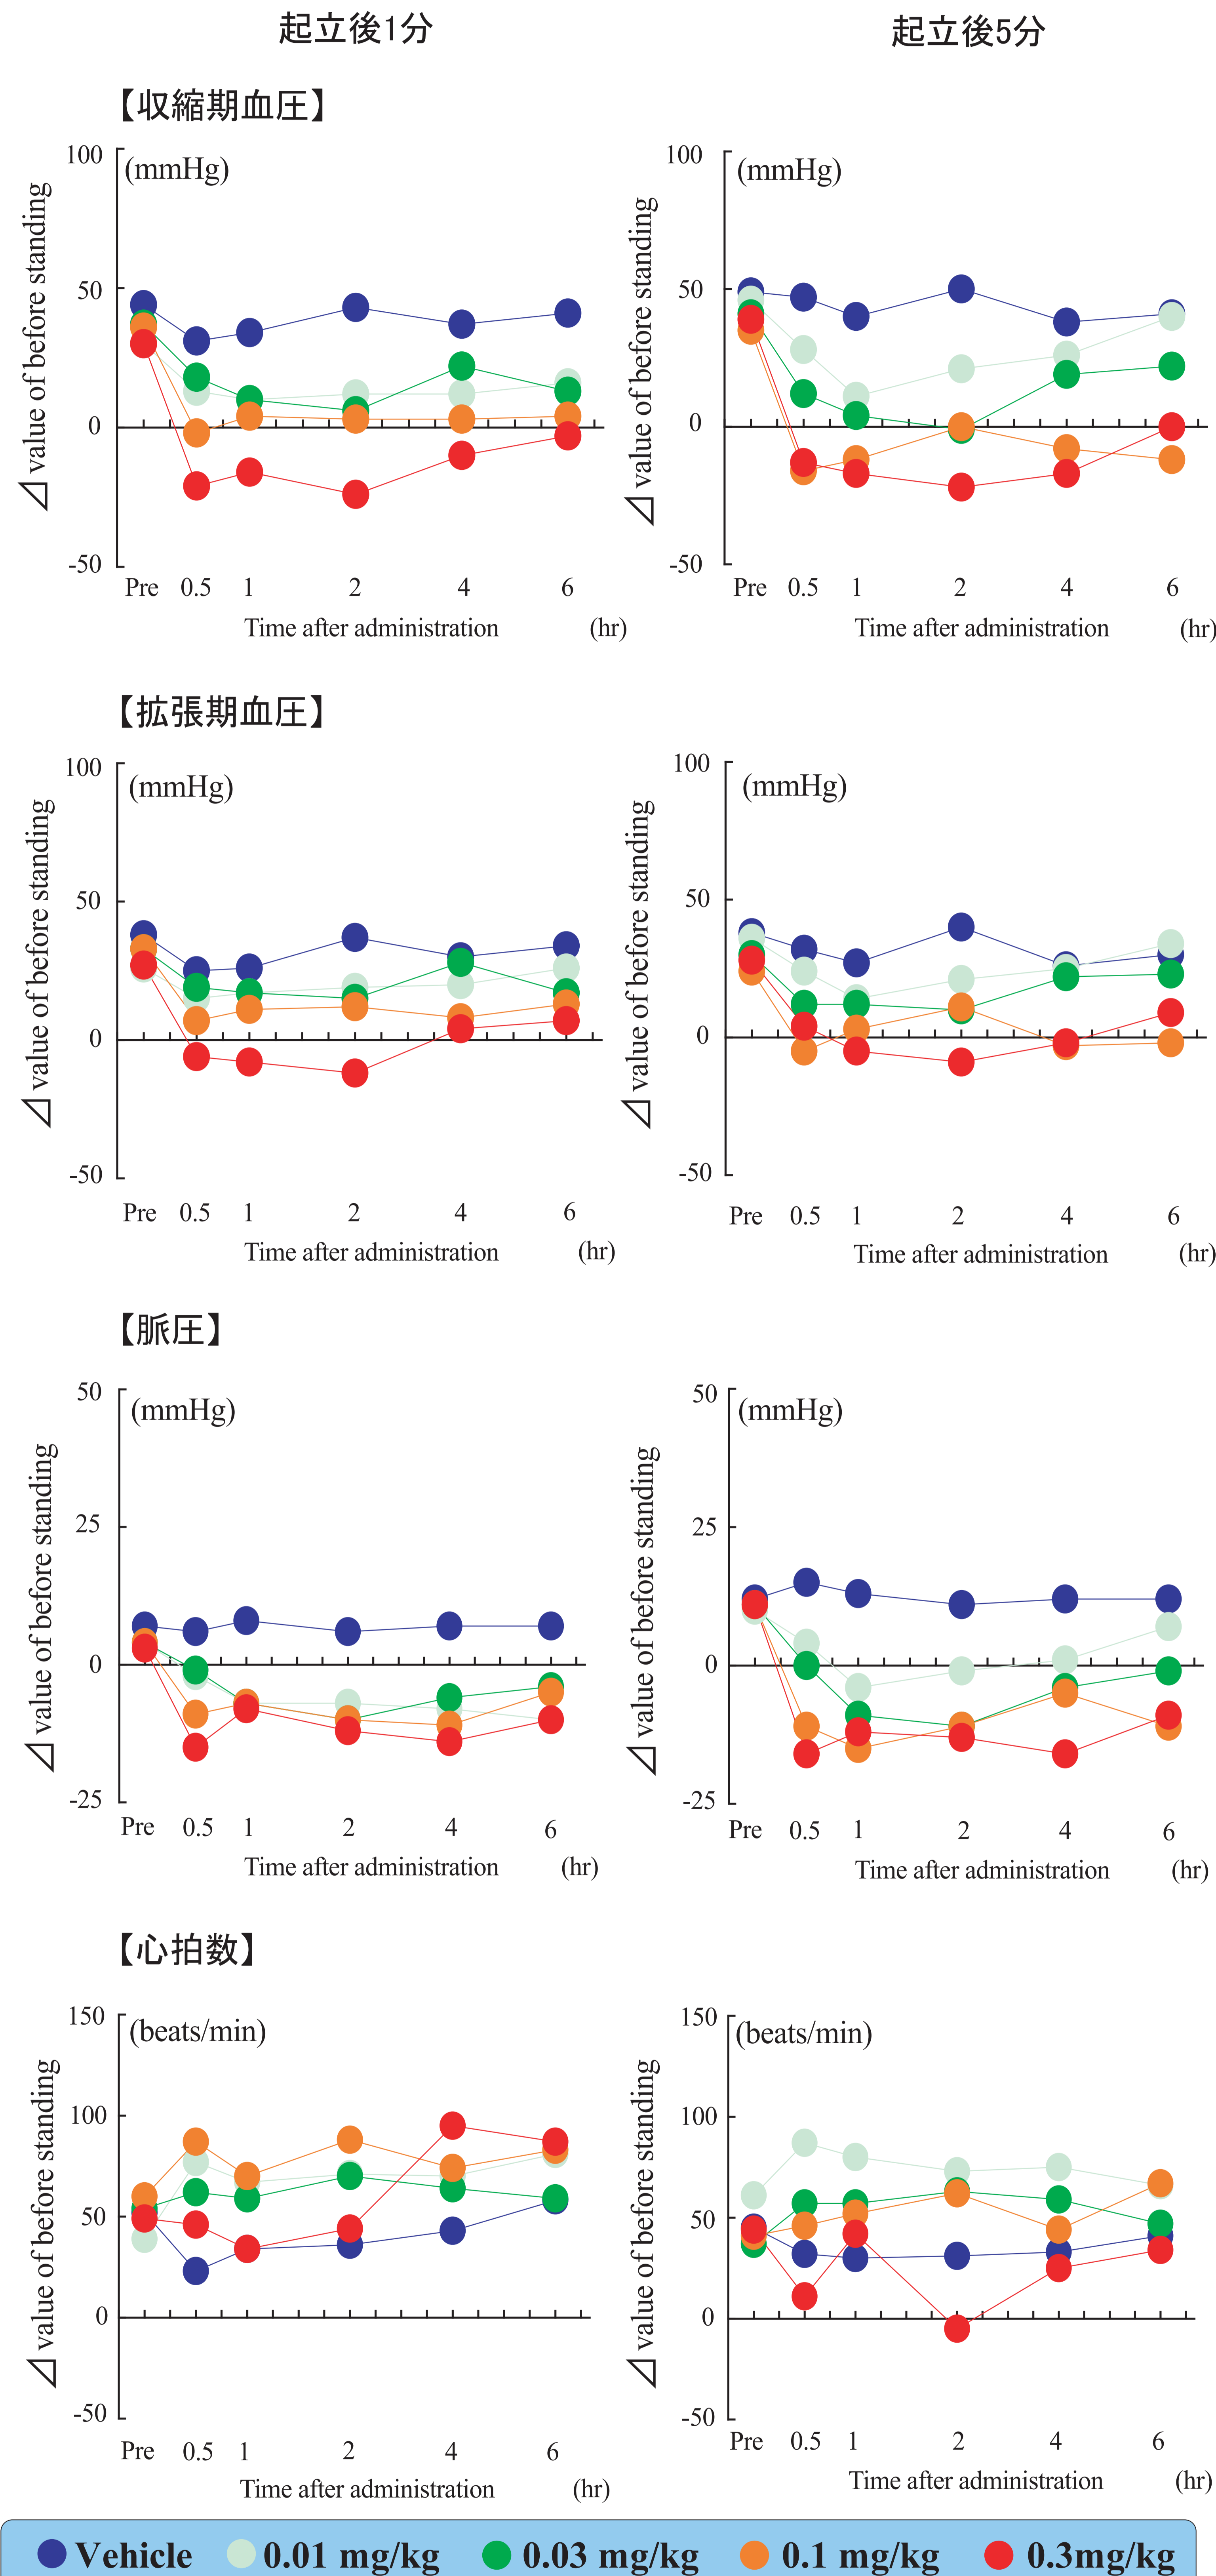 起立後1分 起立後5分
【収縮期血圧】
100 (mmHg) 100 (mmHg)
⊿ value of before standing ⊿ value of before standing
50 50
0 0
-50 -50
Pre 0.5 1 2 4 6 Pre 0.5 1 2 4 6
Time after administration (hr) Time after administration (hr)
【拡張期血圧】
100 (mmHg) 100 (mmHg)
⊿ value of before standing ⊿ value of before standing
50 50
0 0
-50 -50
Pre 0.5 1 2 4 6 Pre 0.5 1 2 4 6
Time after administration (hr) Time after administration (hr)
【脈圧】
50 (mmHg) 50 (mmHg)
⊿ value of before standing ⊿ value of before standing
25 25
0 0
-25 -25
Pre 0.5 1 2 4 6 Pre 0.5 1 2 4 6
Time after administration (hr) Time after administration (hr)
【心拍数】
150 (beats/min) 150 (beats/min)
⊿ value of before standing ⊿ value of before standing
100 100
50 50
0 0
-50 -50
Pre 0.5 1 2 4 6 Pre 0.5 1 2 4 6
Time after administration (hr) Time after administration (hr)
Vehicle 0.01 mg/kg 0.03 mg/kg 0.1 mg/kg 0.3mg/kg